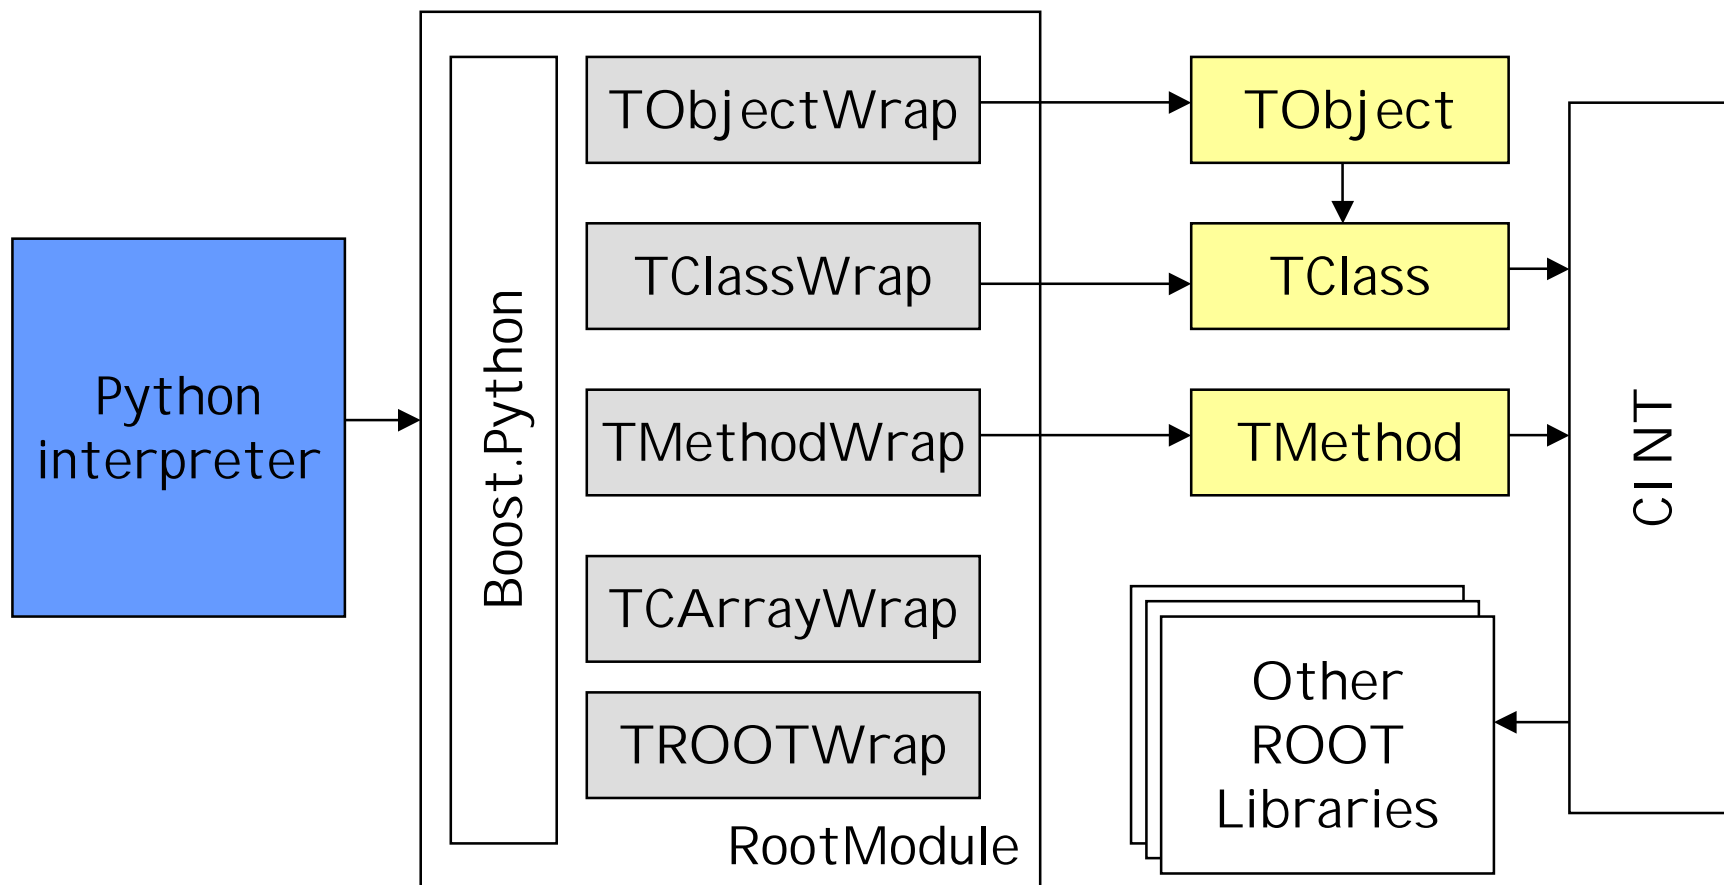 Python
interpreter
Boost.Python
TObjectWrap
TClassWrap
TMethodWrap
TCArrayWrap
TROOTWrap
RootModule
TObject
TClass
TMethod
Other
ROOT
Libraries
CINT